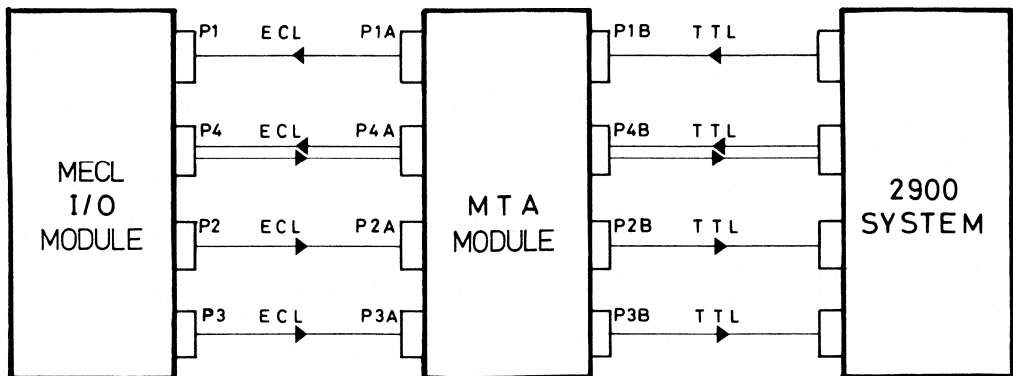 P1 ECL P1A P1B TTL
P4 ECL P4A P4B TTL
MECL
I/O
MODULE
MTA
MODULE
2900
SYSTEM
P2 ECL P2A P2B TTL
P3 ECL P3A P3B TTL